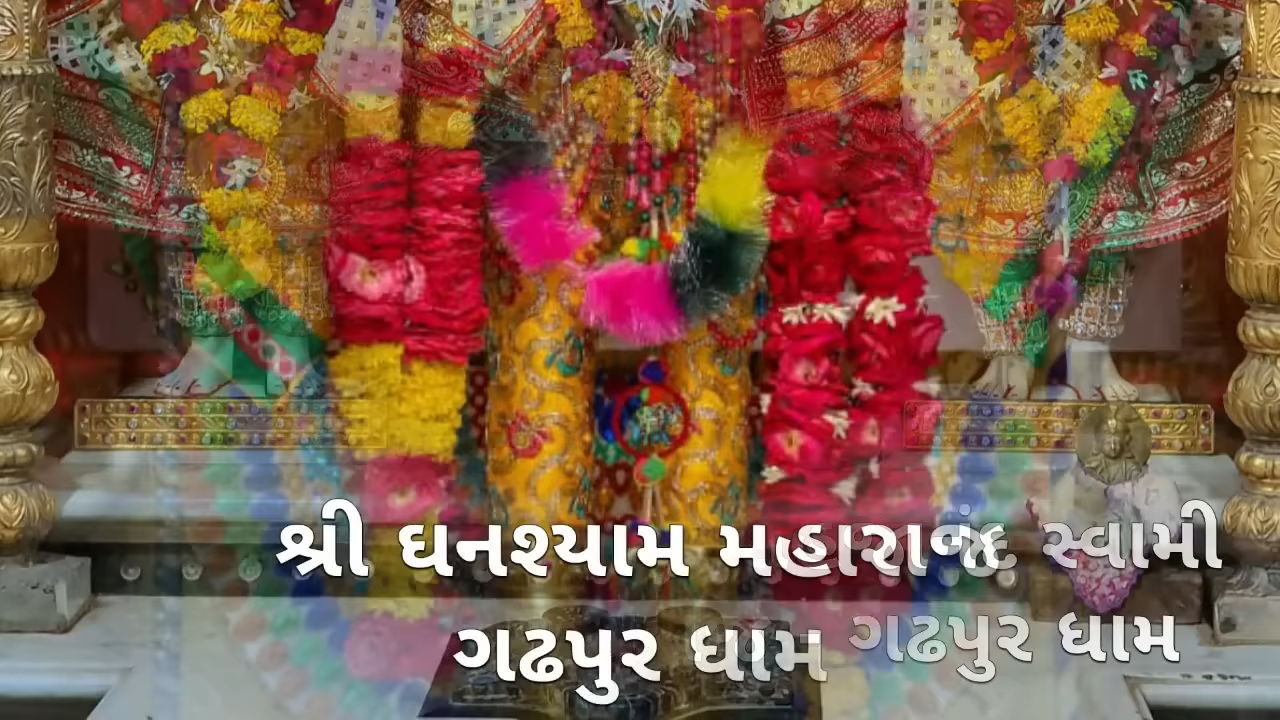 શ્રી ઘનશ્યામ મહારા
સ્વામી
ગઢપુર ધામ
ગઢપુર ધામ